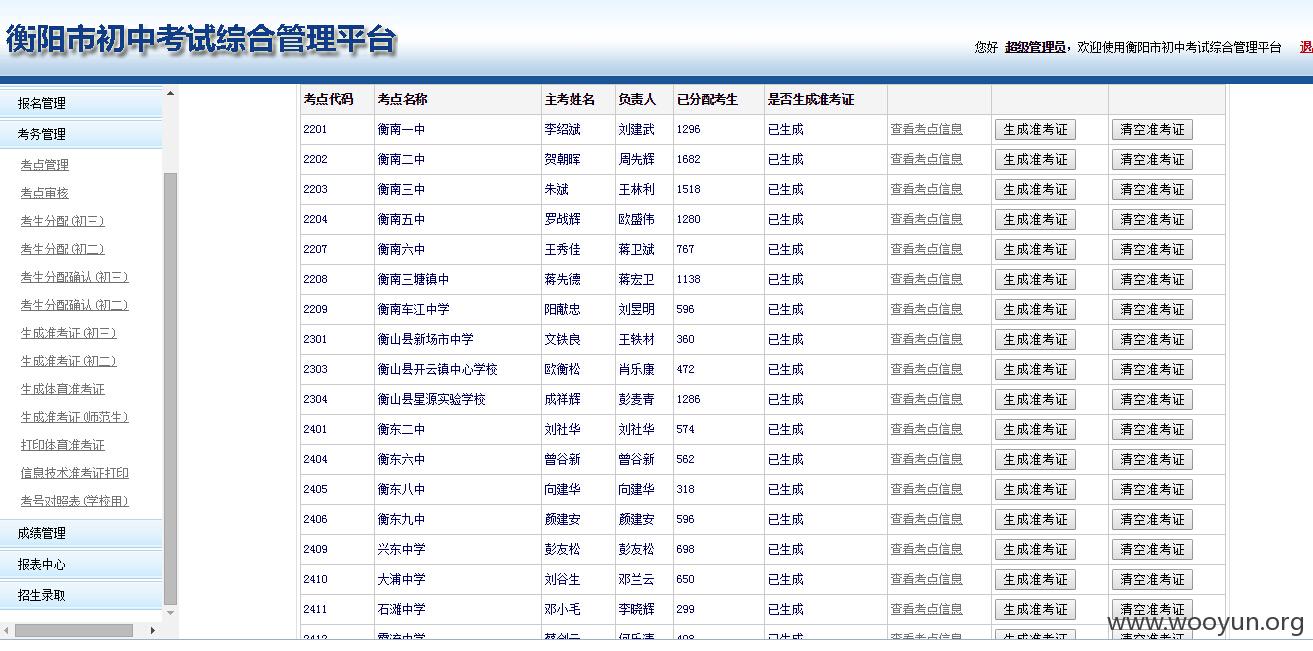 衡阳市初中考试综合管理平台
您好 超级管理员，欢迎使用衡阳市初中考试综合管理平台
报名管理
考务管理
考点管理
考点审核
考生分配(初三)
考生分配(初二)
考生分配确认(初三)
考生分配确认(初二)
生成准考证(初三)
生成准考证(初二)
生成体育准考证
生成准考证(师范生)
打印体育准考证
信息技术准考证打印
考号对照表(学校用)
成绩管理
报表中心
招生录取
考点代码 考点名称 主考姓名 负责人 已分配考生 是否生成准考证
2201 衡南一中 李绍斌 刘建武 1296 已生成 查看考点信息 生成准考证 清空准考证
2202 衡南二中 贺朝晖 周先辉 1682 已生成 查看考点信息 生成准考证 清空准考证
2203 衡南三中 朱斌 王林利 1518 已生成 查看考点信息 生成准考证 清空准考证
2204 衡南五中 罗战辉 欧盛伟 1280 已生成 查看考点信息 生成准考证 清空准考证
2207 衡南六中 王秀佳 蒋卫斌 767 已生成 查看考点信息 生成准考证 清空准考证
2208 衡南三塘镇中 蒋先德 蒋宏卫 1138 已生成 查看考点信息 生成准考证 清空准考证
2209 衡南车江中学 阳献忠 刘昱明 596 已生成 查看考点信息 生成准考证 清空准考证
2301 衡山县新场市中学 文铁良 王轶材 360 已生成 查看考点信息 生成准考证 清空准考证
2303 衡山县开云镇中心学校 欧衡松 肖乐康 472 已生成 查看考点信息 生成准考证 清空准考证
2304 衡山县星源实验学校 成祥辉 彭麦青 1286 已生成 查看考点信息 生成准考证 清空准考证
2401 衡东二中 刘社华 刘社华 574 已生成 查看考点信息 生成准考证 清空准考证
2404 衡东六中 曾谷新 曾谷新 562 已生成 查看考点信息 生成准考证 清空准考证
2405 衡东八中 向建华 向建华 318 已生成 查看考点信息 生成准考证 清空准考证
2406 衡东九中 颜建安 颜建安 596 已生成 查看考点信息 生成准考证 清空准考证
2409 兴东中学 彭友松 彭友松 698 已生成 查看考点信息 生成准考证 清空准考证
2410 大浦中学 刘谷生 邓兰云 650 已生成 查看考点信息 生成准考证 清空准考证
2411 石滩中学 邓小毛 李晓辉 299 已生成 查看考点信息 生成准考证 清空准考证
www.wooyun.org